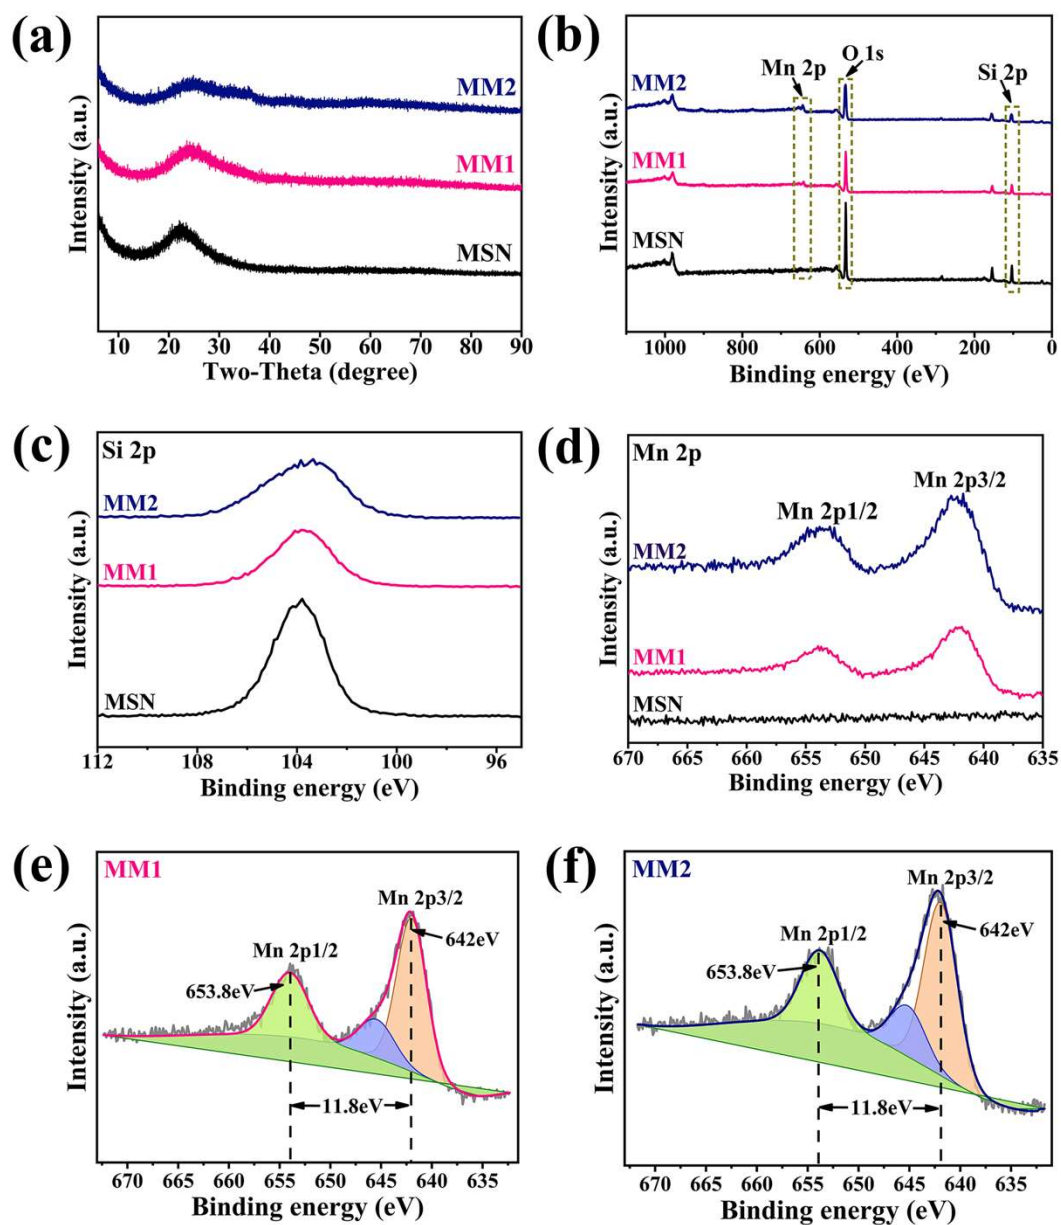 (a)
MM2
MM1
MSN
Intensity (a.u.)
10 20 30 40 50 60 70 80 90
Two-Theta (degree)
(b)
O 1s
Mn 2p
Si 2p
MM2
MM1
MSN
Intensity (a.u.)
1000 800 600 400 200 0
Binding energy (eV)
(c)
Si 2p
MM2
MM1
MSN
Intensity (a.u.)
112 108 104 100 96
Binding energy (eV)
(d)
Mn 2p
Mn 2p3/2
Mn 2p1/2
MM2
MM1
MSN
Intensity (a.u.)
670 665 660 655 650 645 640 635
Binding energy (eV)
(e)
MM1
Mn 2p3/2
Mn 2p1/2
642eV
653.8eV
11.8eV
Intensity (a.u.)
670 665 660 655 650 645 640 635
Binding energy (eV)
(f)
MM2
Mn 2p3/2
Mn 2p1/2
642eV
653.8eV
11.8eV
Intensity (a.u.)
670 665 660 655 650 645 640 635
Binding energy (eV)